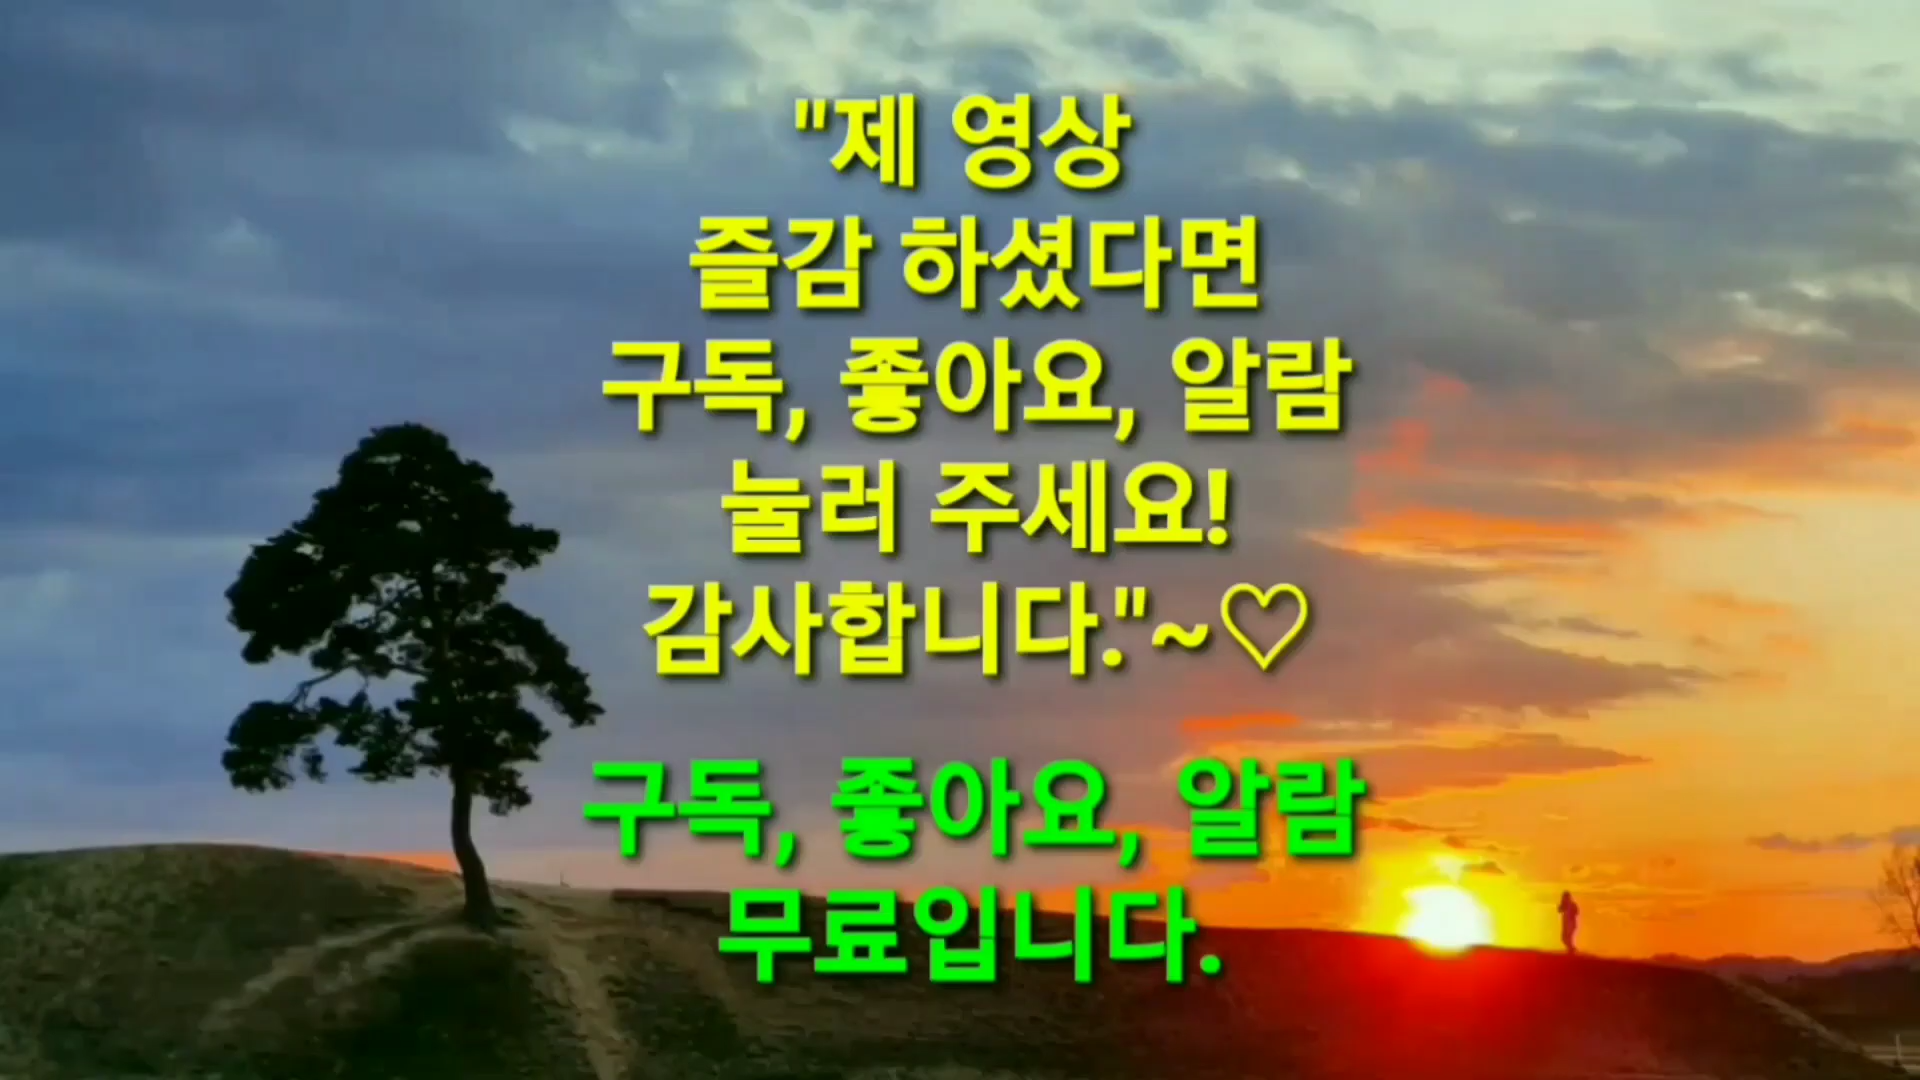 "제 영상
즐감 하셨다면
구독, 좋아요, 알람
눌러 주세요!
감사합니다."~♡
구독, 좋아요, 알람
무료입니다.